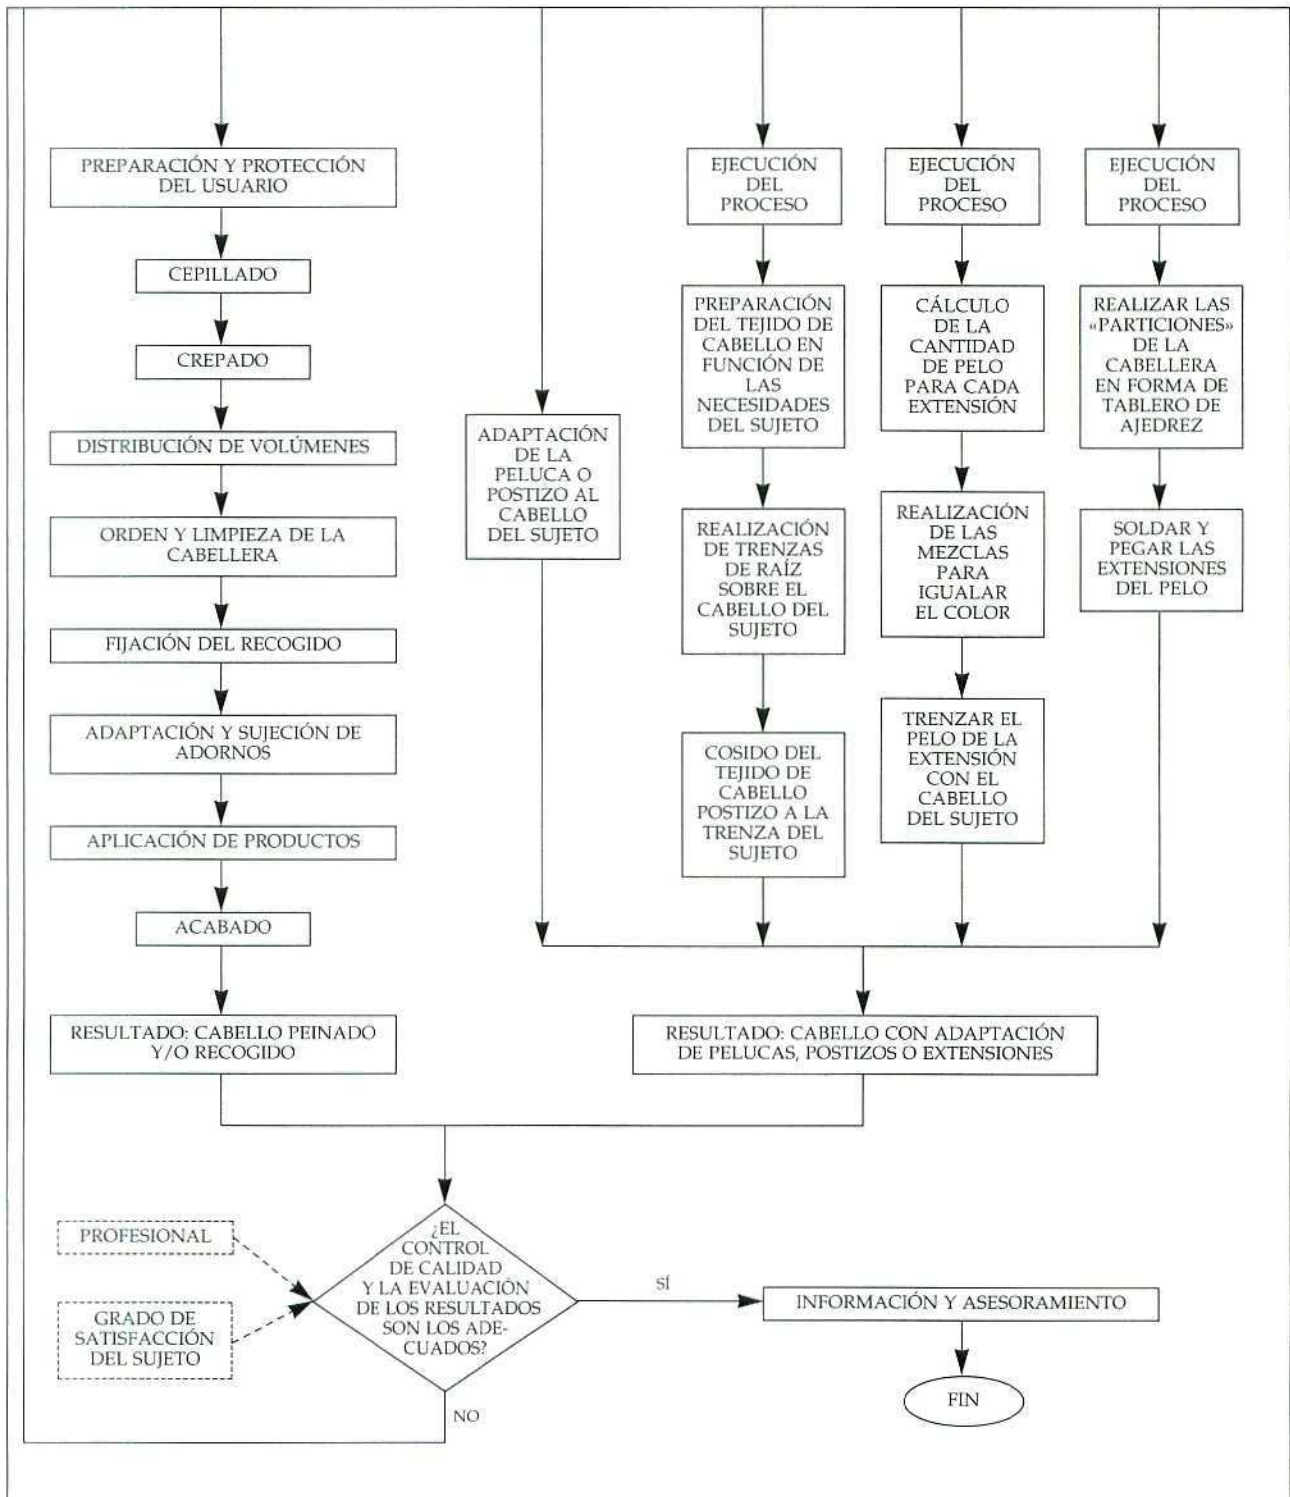 PREPARACIÓN Y PROTECCIÓN
DEL USUARIO
CEPILLADO
CREPADO
DISTRIBUCIÓN DE VOLÚMENES
ORDEN Y LIMPIEZA DE LA
CABELLERA
FIJACIÓN DEL RECOGIDO
ADAPTACIÓN Y SUJECIÓN DE
ADORNOS
APLICACIÓN DE PRODUCTOS
ACABADO
RESULTADO: CABELLO PEINADO
Y/O RECOGIDO
ADAPTACIÓN
DE LA
PELUCA O
POSTIZO AL
CABELLO
DEL SUJETO
EJECUCIÓN
DEL
PROCESO
PREPARACIÓN
DEL TEJIDO DE
CABELLO EN
FUNCIÓN DE
LAS
NECESIDADES
DEL SUJETO
REALIZACIÓN
DE TRENZAS
DE RAÍZ
SOBRE EL
CABELLO DEL
SUJETO
COSIDO DEL
TEJIDO DE
CABELLO
POSTIZO A LA
TRENZA DEL
SUJETO
EJECUCIÓN
DEL
PROCESO
CÁLCULO
DE LA
CANTIDAD
DE PELO
PARA CADA
EXTENSIÓN
REALIZACIÓN
DE LAS
MEZCLAS
PARA
IGUALAR
EL COLOR
TRENZAR EL
PELO DE LA
EXTENSIÓN
CON EL
CABELLO
DEL SUJETO
EJECUCIÓN
DEL
PROCESO
REALIZAR LAS
«PARTICIONES»
DE LA
CABELLERA
EN FORMA DE
TABLERO DE
AJEDREZ
SOLDAR Y
PEGAR LAS
EXTENSIONES
DEL PELO
RESULTADO: CABELLO CON ADAPTACIÓN
DE PELUCAS, POSTIZOS O EXTENSIONES
PROFESIONAL
GRADO DE
SATISFACCIÓN
DEL SUJETO
¿EL
CONTROL
DE CALIDAD
Y LA EVALUACIÓN
DE LOS RESULTADOS
SON LOS ADE-
CUADOS?
SÍ
INFORMACIÓN Y ASESORAMIENTO
FIN
NO